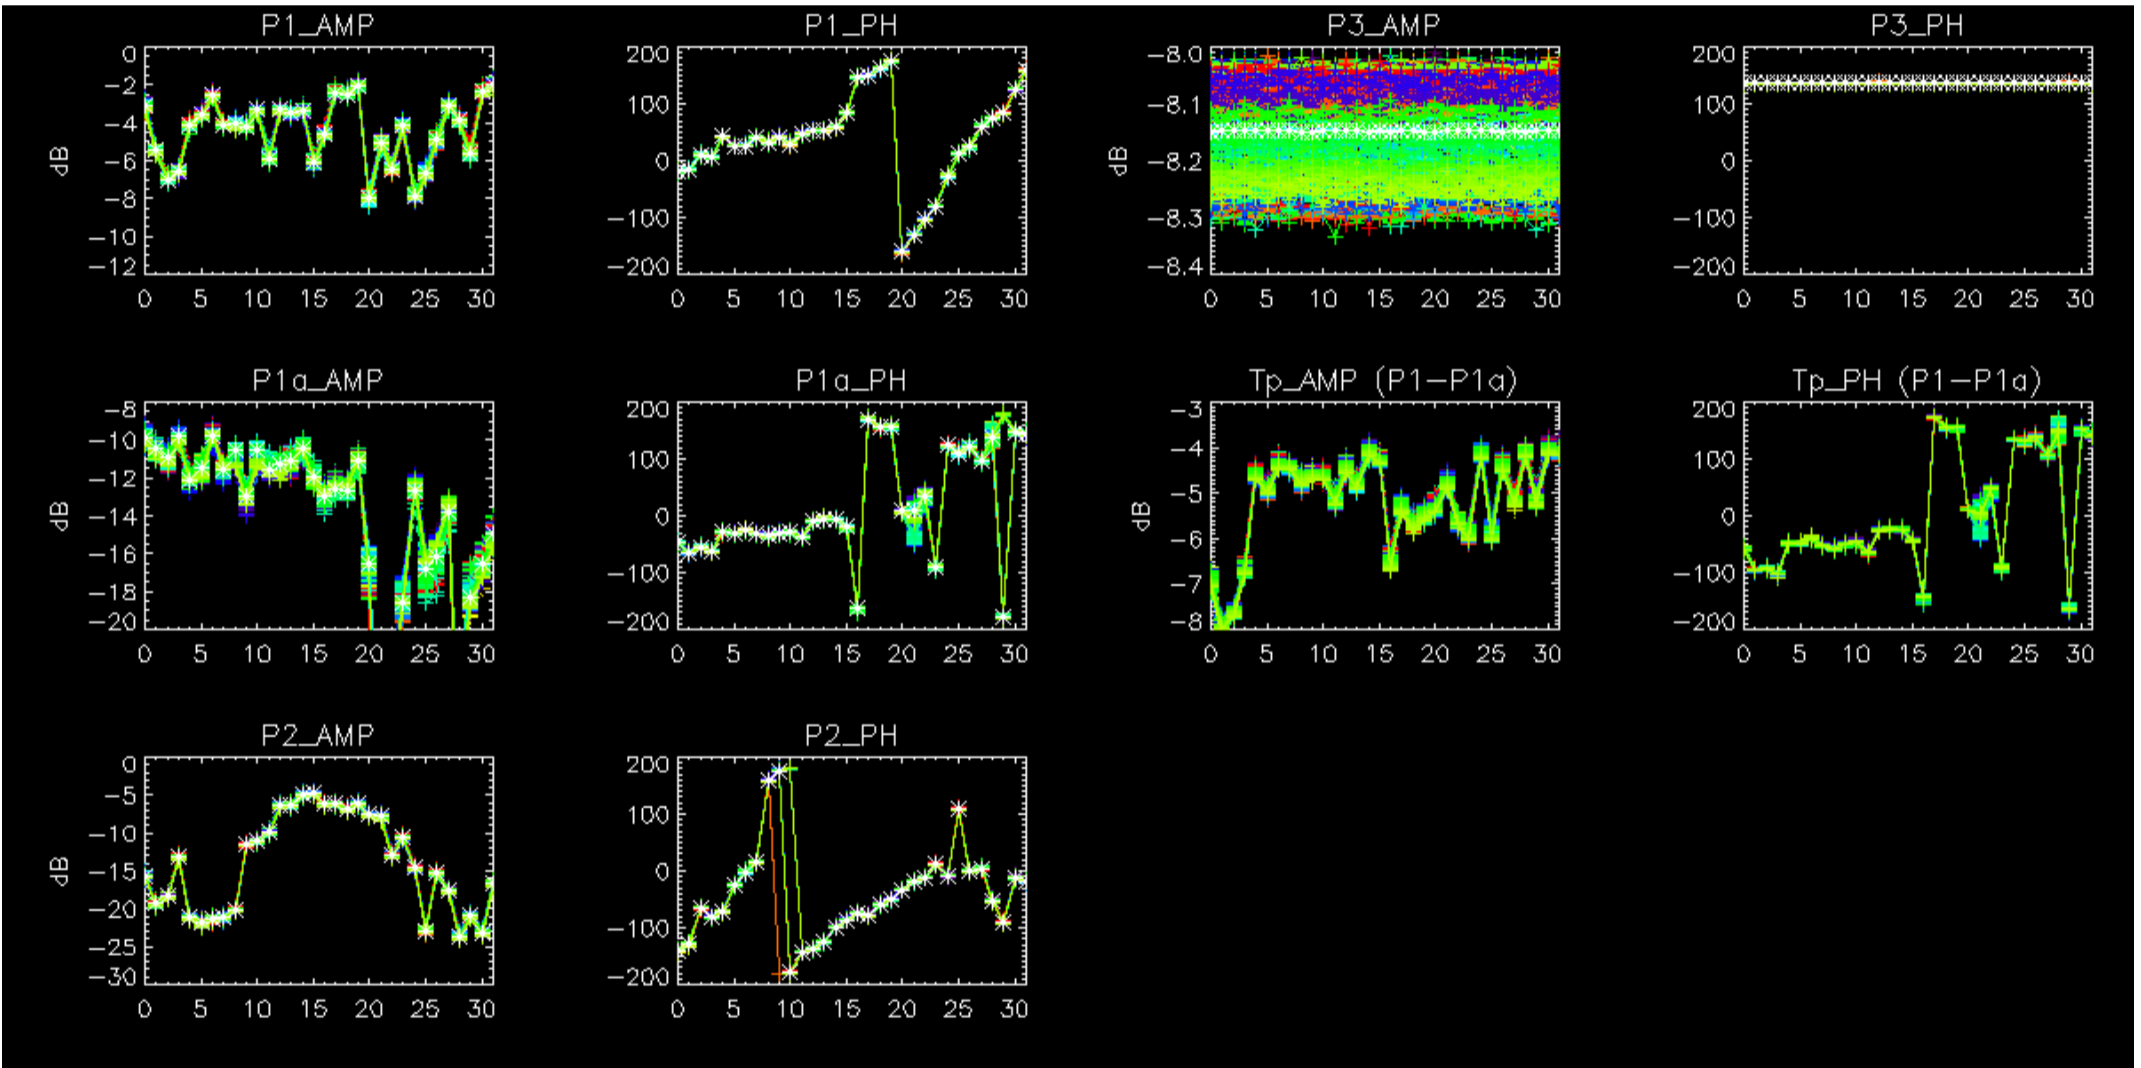 P1_AMP
P1_PH
P3_AMP
P3_PH
0
-2
-4
-6
-8
-10
-12
dB
0 5 10 15 20 25 30
200
100
0
-100
-200
0 5 10 15 20 25 30
-8.0
-8.1
-8.2
-8.3
-8.4
dB
0 5 10 15 20 25 30
200
100
0
-100
-200
0 5 10 15 20 25 30
P1a_AMP
P1a_PH
Tp_AMP (P1-P1a)
Tp_PH (P1-P1a)
-8
-10
-12
-14
-16
-18
-20
dB
0 5 10 15 20 25 30
200
100
0
-100
-200
0 5 10 15 20 25 30
-3
-4
-5
-6
-7
-8
dB
0 5 10 15 20 25 30
200
100
0
-100
-200
0 5 10 15 20 25 30
P2_AMP
P2_PH
0
-5
-10
-15
-20
-25
-30
dB
0 5 10 15 20 25 30
200
100
0
-100
-200
0 5 10 15 20 25 30